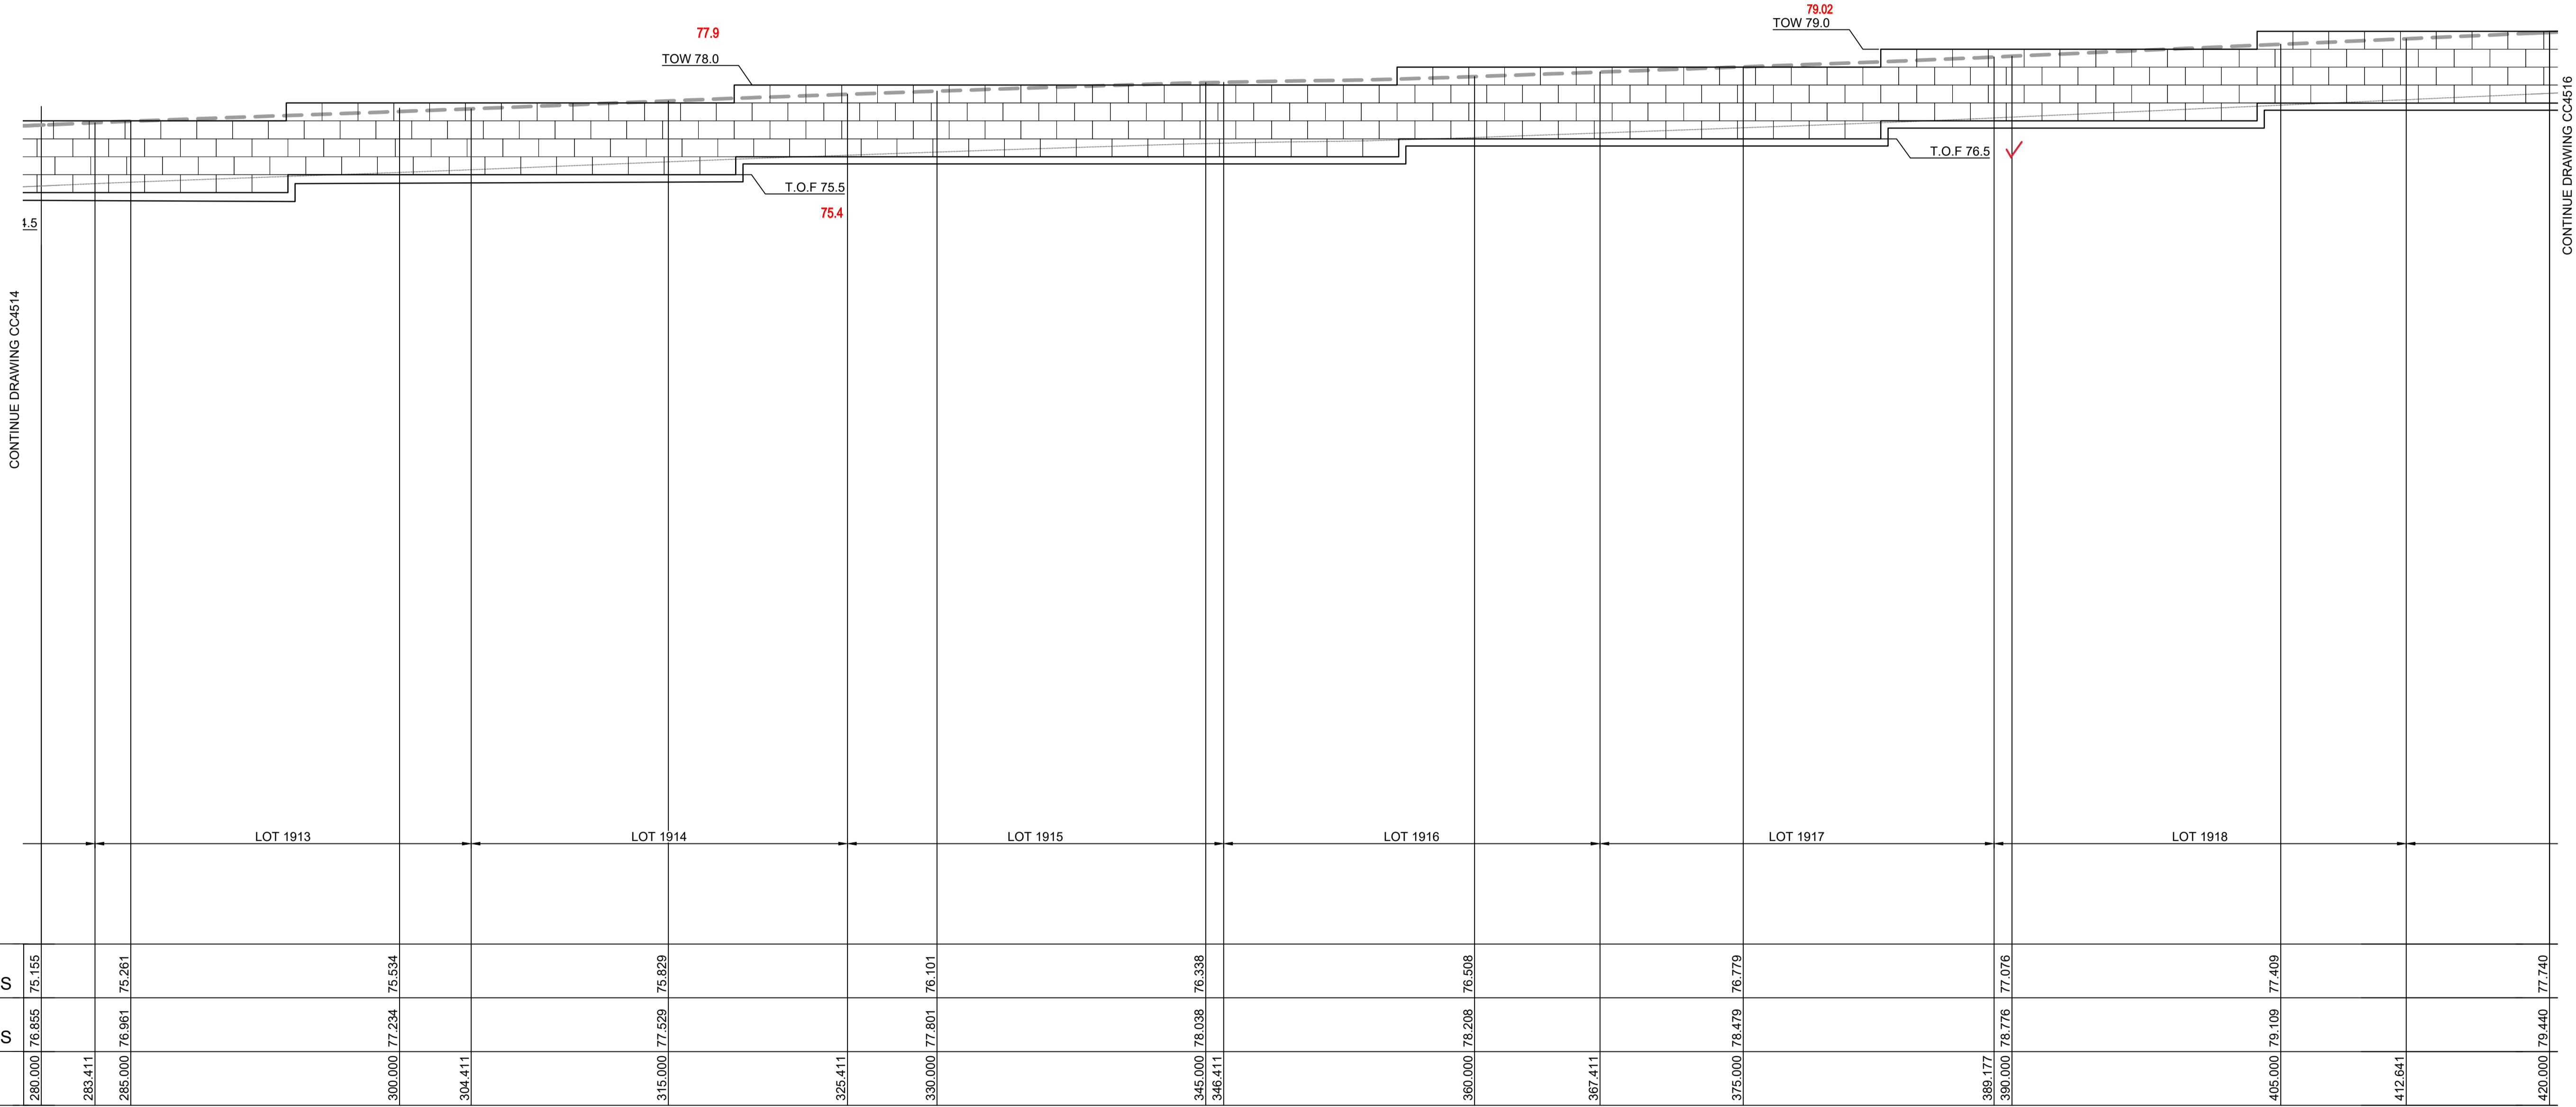 79.02
TOW 79.0
77.9
TOW 78.0
CONTINUE DRAWING CC4516
T.O.F 76.5
T.O.F 75.5
75.4
4.5
CONTINUE DRAWING CC4514
LOT 1913
LOT 1914
LOT 1915
LOT 1916
LOT 1917
LOT 1918
S 75.155 75.261 75.534 75.829 76.101 76.338 76.508 76.779 77.076 77.409 77.740
S 76.855 76.961 77.234 77.529 77.801 78.038 78.208 78.479 78.776 79.109 79.440
280.000 283.411 285.000 300.000 304.411 315.000 325.411 330.000 345.000 346.411 360.000 367.411 375.000 389.177 390.000 405.000 412.641 420.000